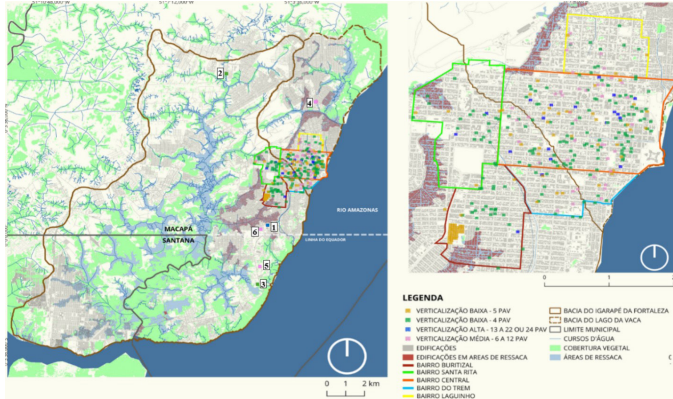 2
4
RIO AMAZONAS
MACAPÁ
SANTANA
LINHA DO EQUADOR
1
6
5
3
0 1 2 km
LEGENDA
VERTICALIZAÇÃO BAIXA - 5 PAV
VERTICALIZAÇÃO BAIXA - 4 PAV
VERTICALIZAÇÃO ALTA - 13 A 22 OU 24 PAV
VERTICALIZAÇÃO MÉDIA - 6 A 12 PAV
EDIFICAÇÕES
EDIFICAÇÕES EM AREAS DE RESSACA
BAIRRO BURITIZAL
BAIRRO SANTA RITA
BAIRRO CENTRAL
BAIRRO DO TREM
BAIRRO LAGUINHO
BACIA DO IGARAPÉ DA FORTALEZA
BACIA DO LAGO DA VACA
LIMITE MUNICIPAL
CURSOS D'ÁGUA
COBERTURA VEGETAL
ÁREAS DE RESSACA